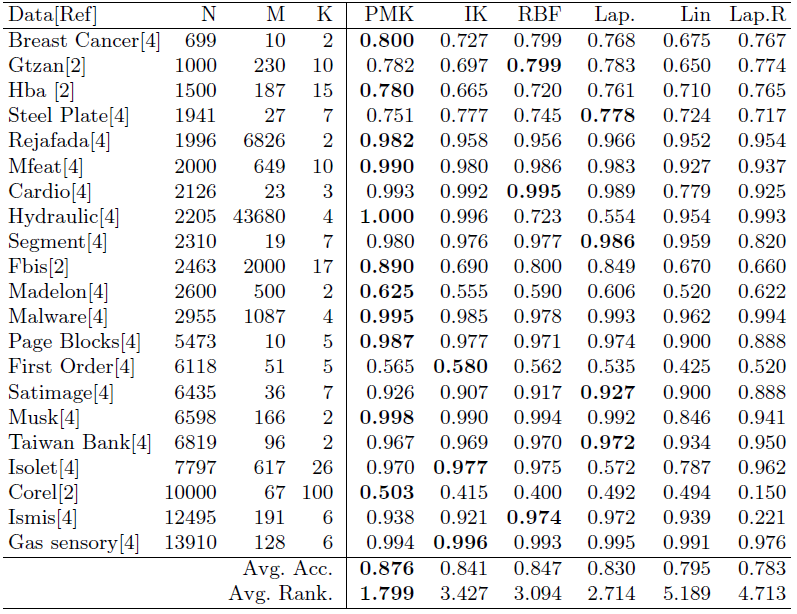 Data[Ref] N M K PMK IK RBF Lap. Lin Lap.R
Breast Cancer[4] 699 10 2 0.800 0.727 0.799 0.768 0.675 0.767
Gtzan[2] 1000 230 10 0.782 0.697 0.799 0.783 0.650 0.774
Hba [2] 1500 187 15 0.780 0.665 0.720 0.761 0.710 0.765
Steel Plate[4] 1941 27 7 0.751 0.777 0.745 0.778 0.724 0.717
Rejafada[4] 1996 6826 2 0.982 0.958 0.956 0.966 0.952 0.954
Mfeat[4] 2000 649 10 0.990 0.980 0.986 0.983 0.927 0.937
Cardio[4] 2126 23 3 0.993 0.992 0.995 0.989 0.779 0.925
Hydraulic[4] 2205 43680 4 1.000 0.996 0.723 0.554 0.954 0.993
Segment[4] 2310 19 7 0.980 0.976 0.977 0.986 0.959 0.820
Fbis[2] 2463 2000 17 0.890 0.690 0.800 0.849 0.670 0.660
Madelon[4] 2600 500 2 0.625 0.555 0.590 0.606 0.520 0.622
Malware[4] 2955 1087 4 0.995 0.985 0.978 0.993 0.962 0.994
Page Blocks[4] 5473 10 5 0.987 0.977 0.971 0.974 0.900 0.888
First Order[4] 6118 51 5 0.565 0.580 0.562 0.535 0.425 0.520
Satimage[4] 6435 36 7 0.926 0.907 0.917 0.927 0.900 0.888
Musk[4] 6598 166 2 0.998 0.990 0.994 0.992 0.846 0.941
Taiwan Bank[4] 6819 96 2 0.967 0.969 0.970 0.972 0.934 0.950
Isolet[4] 7797 617 26 0.970 0.977 0.975 0.572 0.787 0.962
Corel[2] 10000 67 100 0.503 0.415 0.400 0.492 0.494 0.150
Ismis[4] 12495 191 6 0.938 0.921 0.974 0.972 0.939 0.221
Gas sensory[4] 13910 128 6 0.994 0.996 0.993 0.995 0.991 0.976
Avg. Acc. 0.876 0.841 0.847 0.830 0.795 0.783
Avg. Rank. 1.799 3.427 3.094 2.714 5.189 4.713